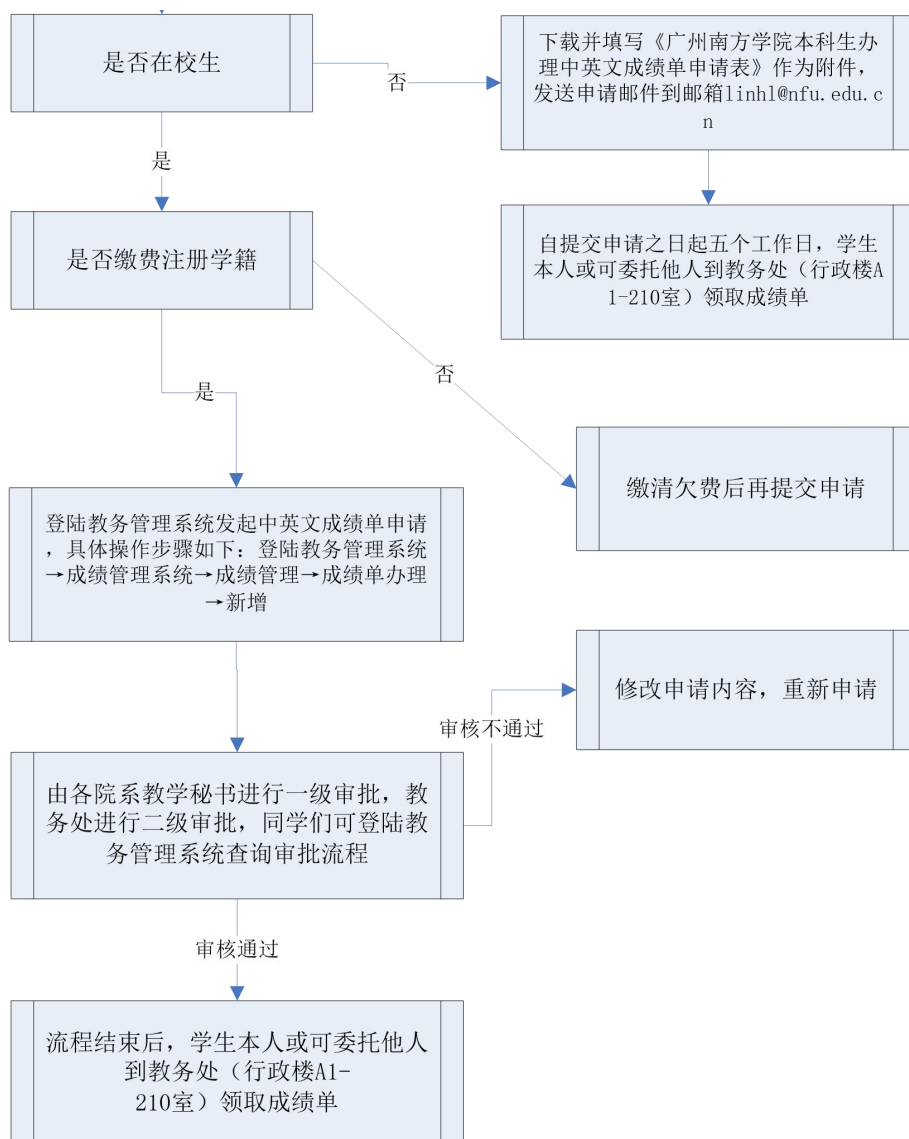 是否在校生
否
下载并填写《广州南方学院本科生办
理中英文成绩单申请表》作为附件，
发送申请邮件到邮箱linhl@nfu.edu.c
n
是
是否缴费注册学籍
自提交申请之日起五个工作日，学生
本人或可委托他人到教务处（行政楼A
1-210室）领取成绩单
否
是
缴清欠费后再提交申请
登陆教务管理系统发起中英文成绩单申请
，具体操作步骤如下：登陆教务管理系统
→成绩管理系统→成绩管理→成绩单办理
→新增
修改申请内容，重新申请
审核不通过
由各院系教学秘书进行一级审批，教
务处进行二级审批，同学们可登陆教
务管理系统查询审批流程
审核通过
流程结束后，学生本人或可委托他人
到教务处（行政楼A1-
210室）领取成绩单